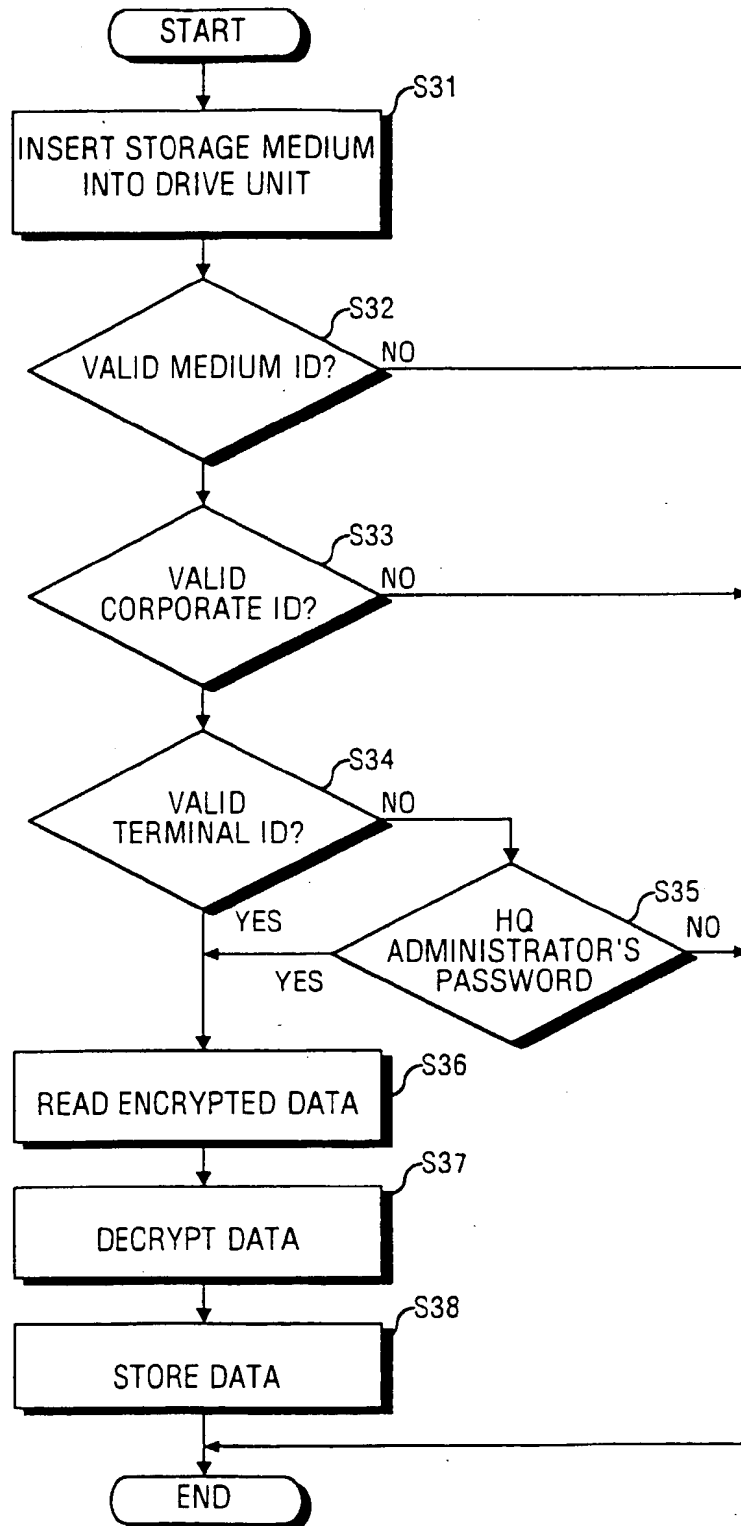 START
S31
INSERT STORAGE MEDIUM
INTO DRIVE UNIT
S32
VALID MEDIUM ID?
NO
S33
VALID
CORPORATE ID?
NO
S34
VALID
TERMINAL ID?
NO
YES
S35
HQ
ADMINISTRATOR'S
PASSWORD
NO
YES
S36
READ ENCRYPTED DATA
S37
DECRYPT DATA
S38
STORE DATA
END